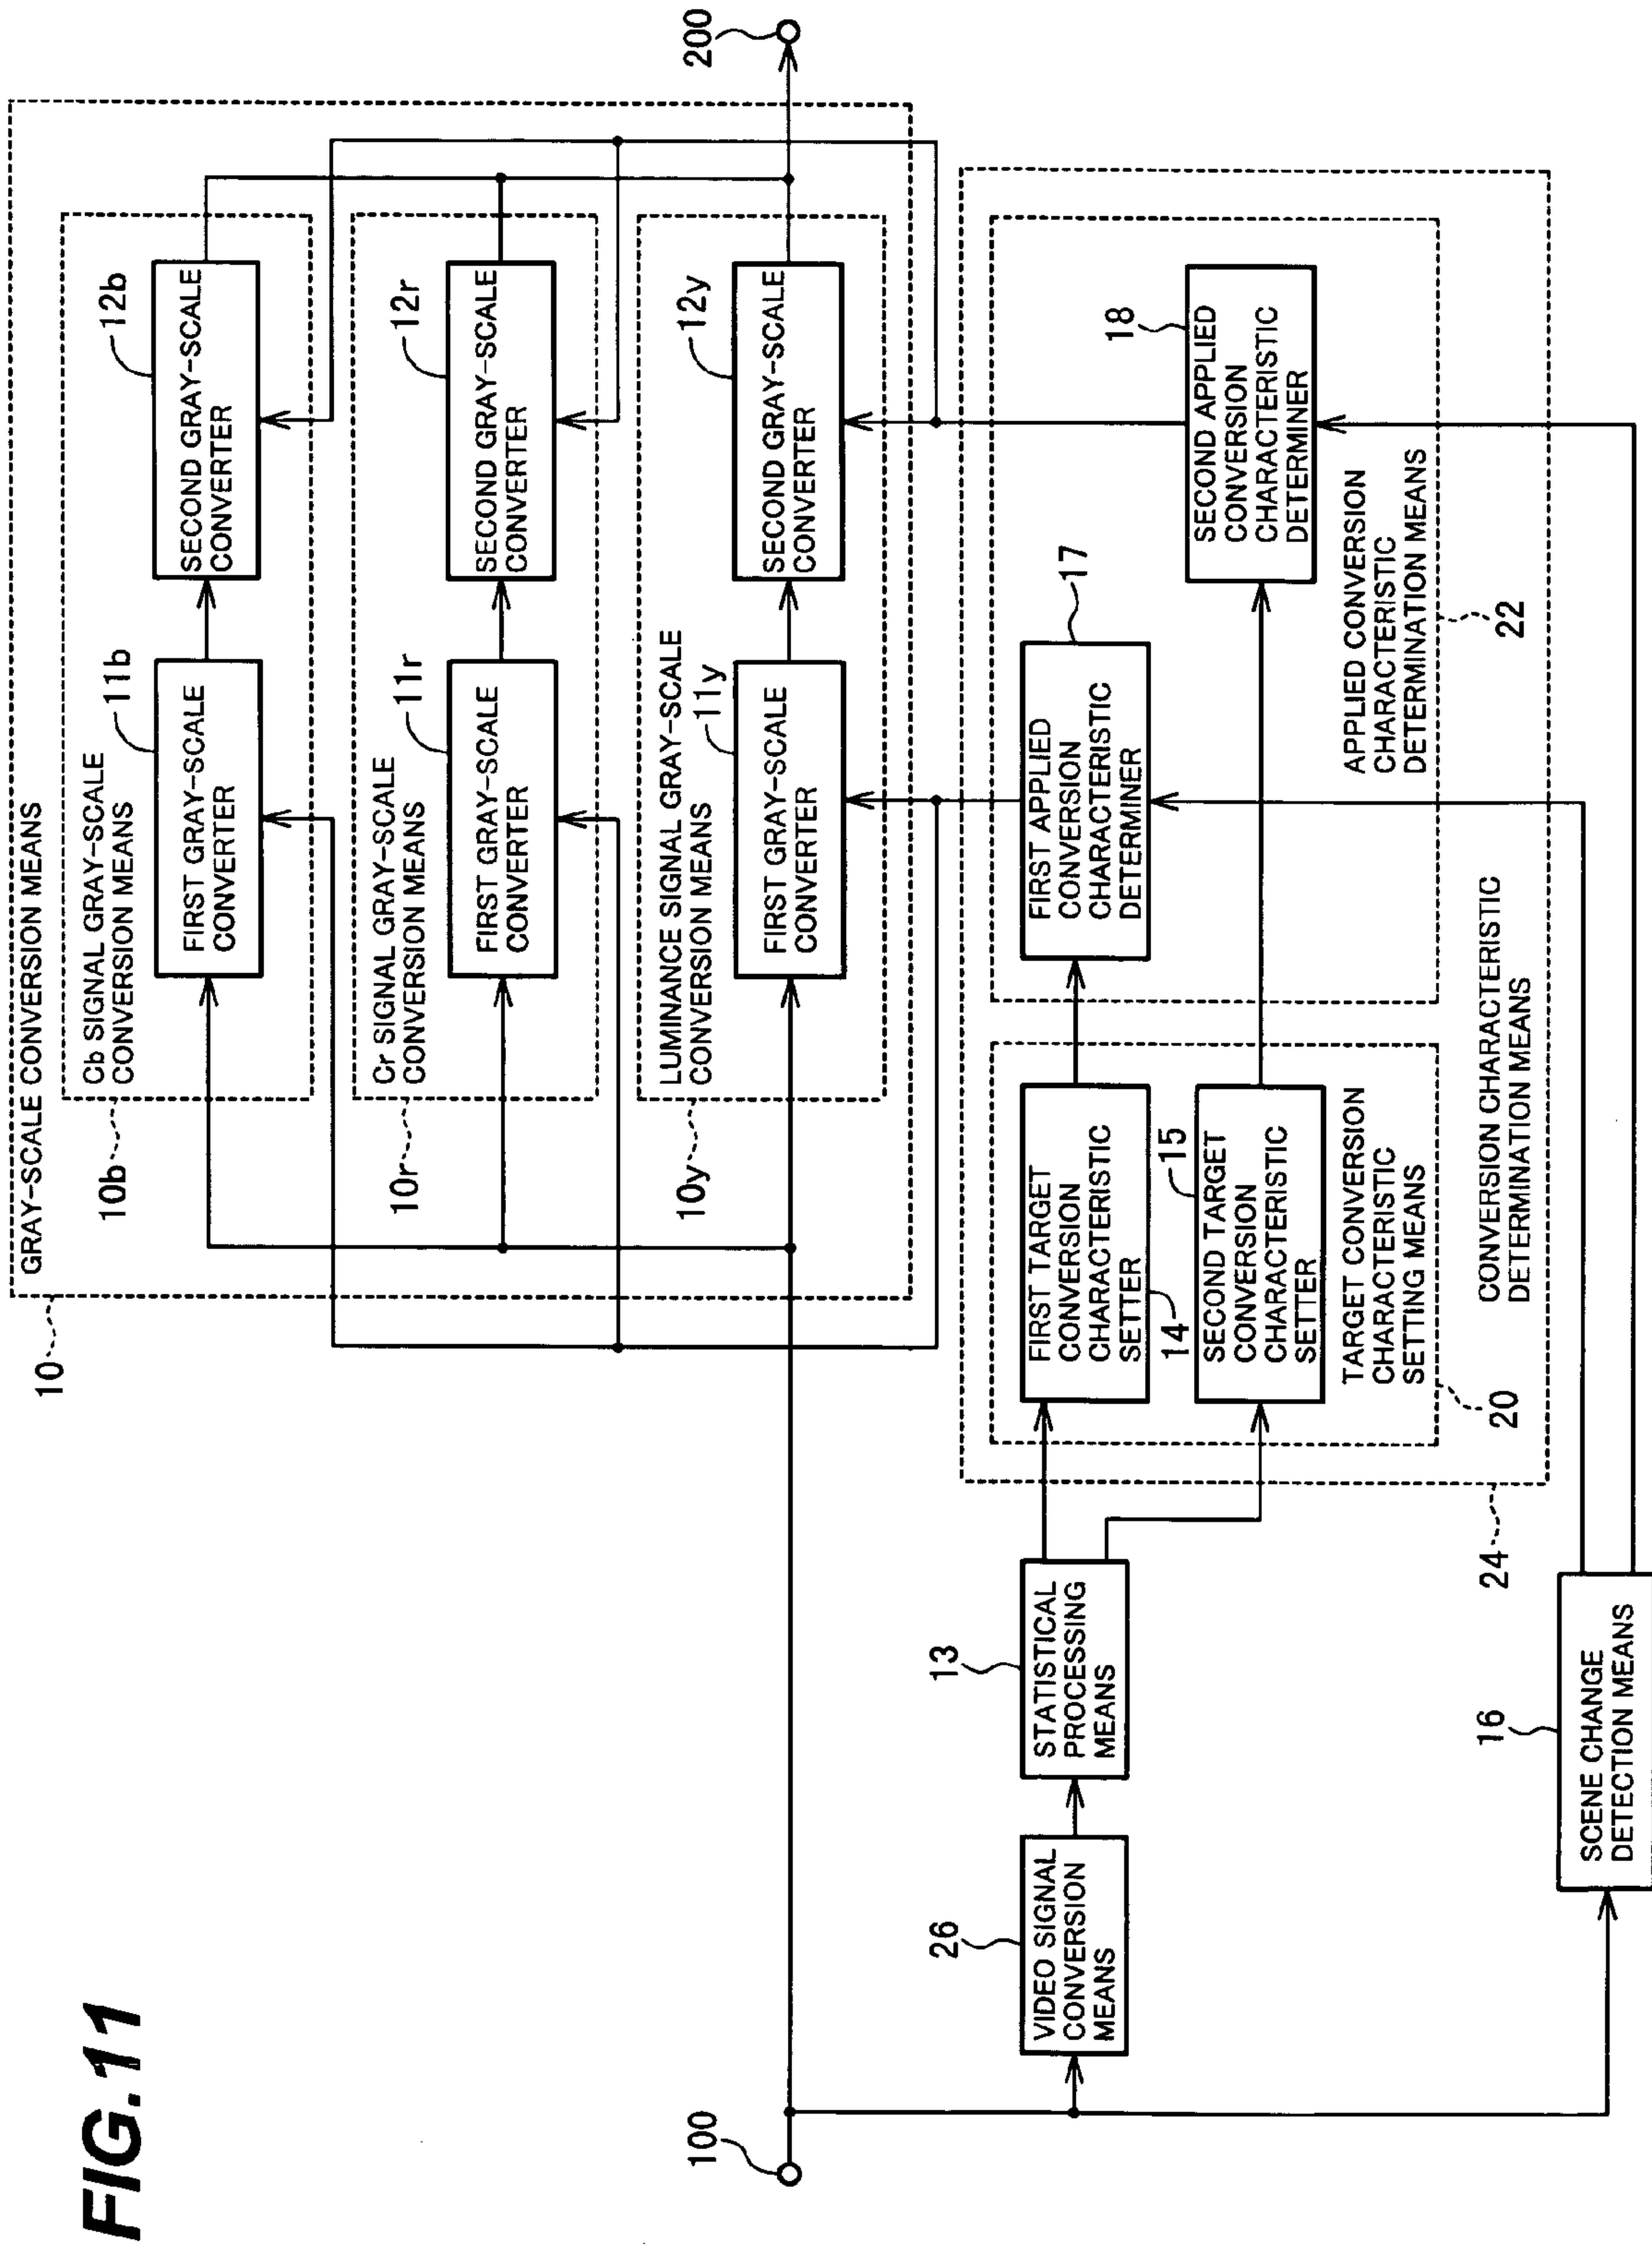 FIG.11
10
GRAY-SCALE CONVERSION MEANS
10b
Cb SIGNAL GRAY-SCALE
CONVERSION MEANS
11b
FIRST GRAY-SCALE
CONVERTER
12b
SECOND GRAY-SCALE
CONVERTER
10r
Cr SIGNAL GRAY-SCALE
CONVERSION MEANS
11r
FIRST GRAY-SCALE
CONVERTER
12r
SECOND GRAY-SCALE
CONVERTER
10y
LUMINANCE SIGNAL GRAY-SCALE
CONVERSION MEANS
11y
FIRST GRAY-SCALE
CONVERTER
12y
SECOND GRAY-SCALE
CONVERTER
100
200
26
VIDEO SIGNAL
CONVERSION
MEANS
13
STATISTICAL
PROCESSING
MEANS
FIRST TARGET
CONVERSION
CHARACTERISTIC
SETTER
14
15
SECOND TARGET
CONVERSION
CHARACTERISTIC
SETTER
TARGET CONVERSION
CHARACTERISTIC
SETTING MEANS
20
17
FIRST APPLIED
CONVERSION
CHARACTERISTIC
DETERMINER
18
SECOND APPLIED
CONVERSION
CHARACTERISTIC
DETERMINER
APPLIED CONVERSION
CHARACTERISTIC
DETERMINATION MEANS
22
CONVERSION CHARACTERISTIC
DETERMINATION MEANS
24
16
SCENE CHANGE
DETECTION MEANS